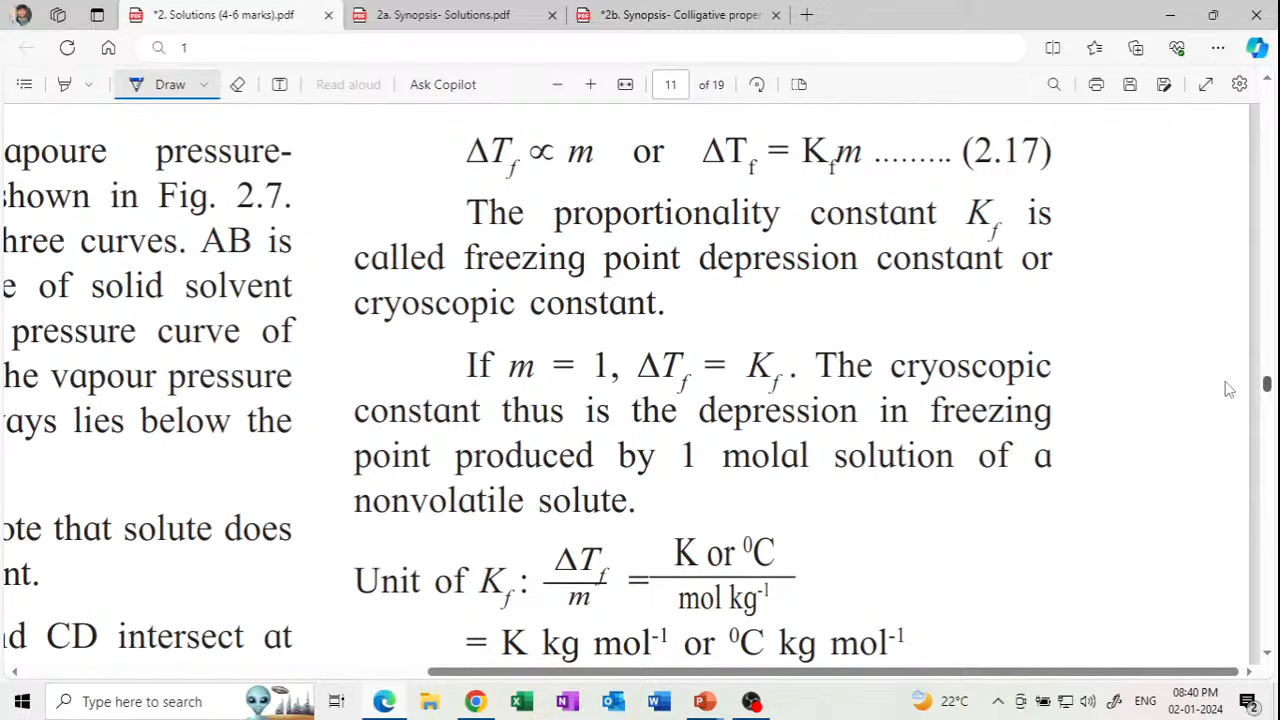 *2. Solutions (4-6 marks).pdf
2a. Synopsis- Solutions.pdf
*2b. Synopsis- Colligative proper
1
Draw
Read aloud
Ask Copilot
11 of 19
apoure pressure-
shown in Fig. 2.7.
hree curves. AB is
e of solid solvent
pressure curve of
he vapour pressure
ays lies below the
ote that solute does
nt.
d CD intersect at
ΔT_f ∝ m or ΔT_f = K_f m ......... (2.17)
The proportionality constant K_f is
called freezing point depression constant or
cryoscopic constant.
If m = 1, ΔT_f = K_f. The cryoscopic
constant thus is the depression in freezing
point produced by 1 molal solution of a
nonvolatile solute.
Unit of K_f : ΔT_f / m = K or ⁰C / mol kg⁻¹
= K kg mol⁻¹ or ⁰C kg mol⁻¹
Type here to search
22°C
ENG
08:40 PM
02-01-2024
2